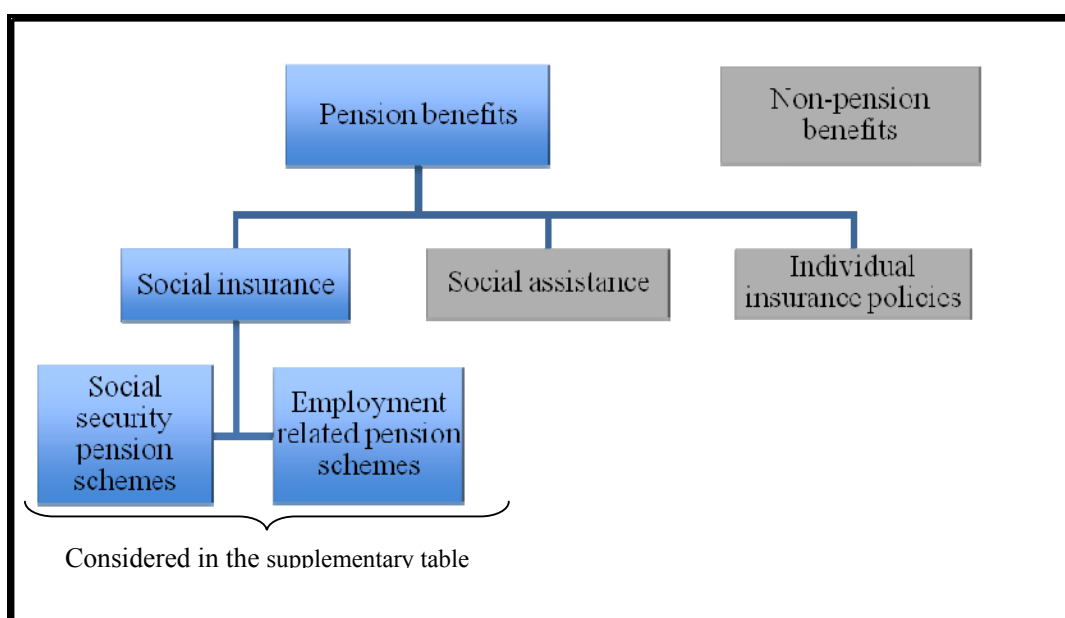 Pension benefits
Non-pension
benefits
Social insurance
Social assistance
Individual
insurance policies
Social
security
pension
schemes
Employment
related pension
schemes
Considered in the supplementary table